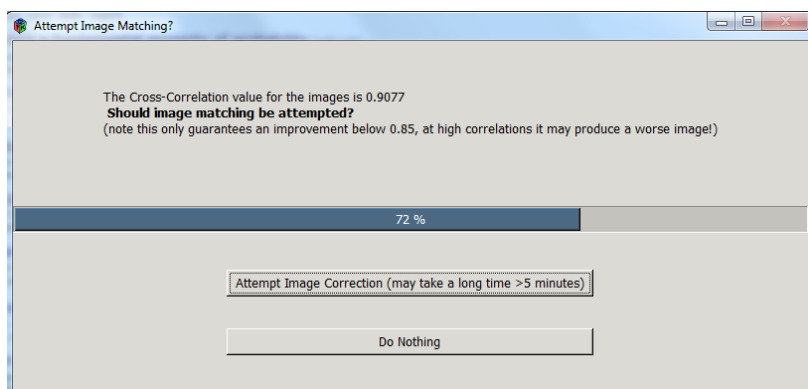 Attempt Image Matching?
The Cross-Correlation value for the images is 0.9077
Should image matching be attempted?
(note this only guarantees an improvement below 0.85, at high correlations it may produce a worse image!)
72 %
Attempt Image Correction (may take a long time >5 minutes)
Do Nothing